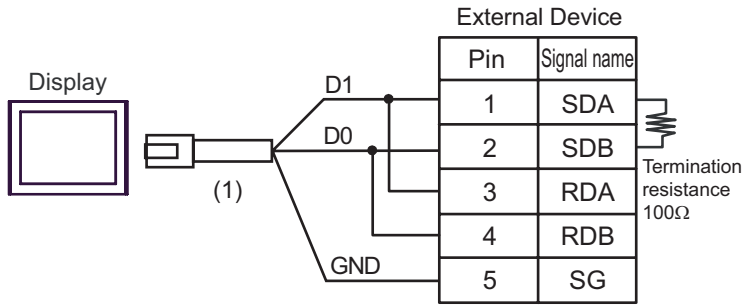 External Device
Display
Pin Signal name
D1
1 SDA
D0
2 SDB
Termination
resistance
100Ω
(1)
3 RDA
4 RDB
GND
5 SG